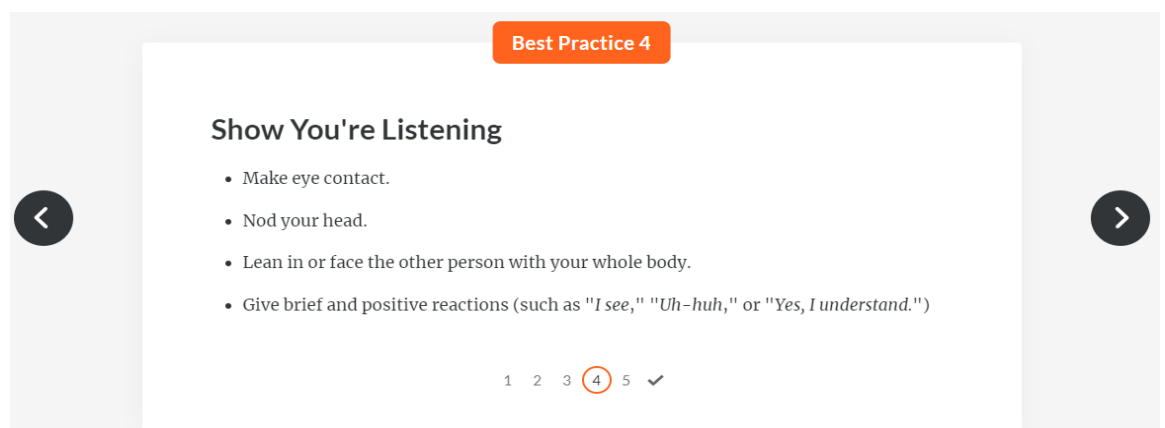 Best Practice 4
Show You're Listening
• Make eye contact.
• Nod your head.
• Lean in or face the other person with your whole body.
• Give brief and positive reactions (such as "I see," "Uh-huh," or "Yes, I understand.")
1 2 3 4 5